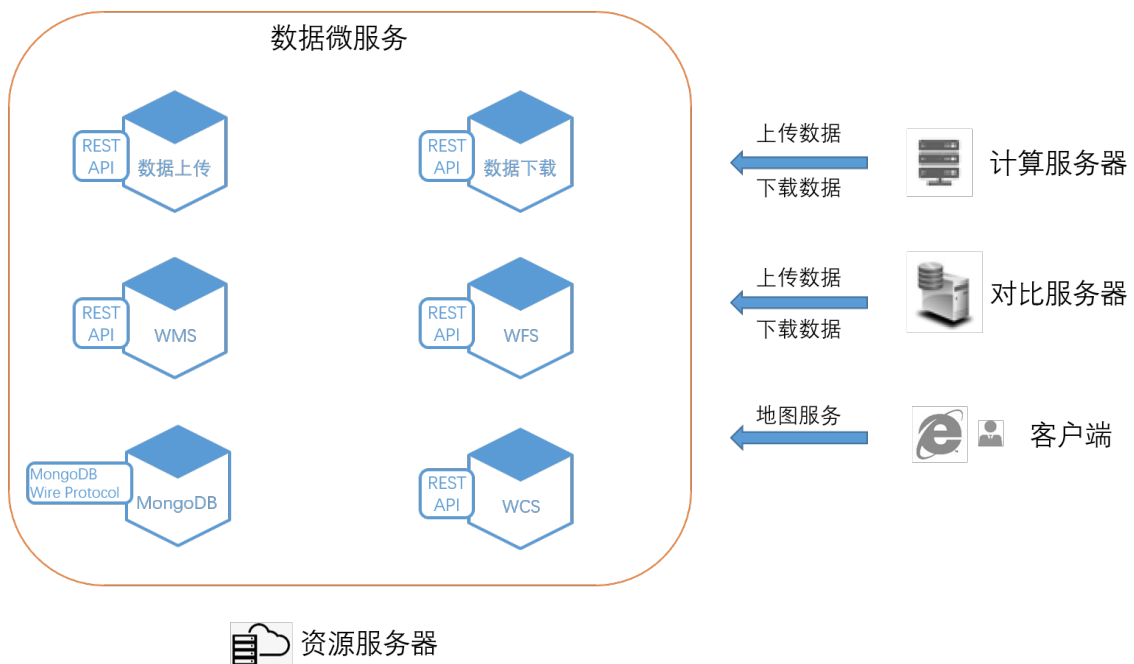 数据微服务
REST
API
数据上传
REST
API
数据下载
上传数据
下载数据
计算服务器
REST
API
WMS
REST
API
WFS
上传数据
下载数据
对比服务器
MongoDB
Wire Protocol
MongoDB
REST
API
WCS
地图服务
客户端
资源服务器